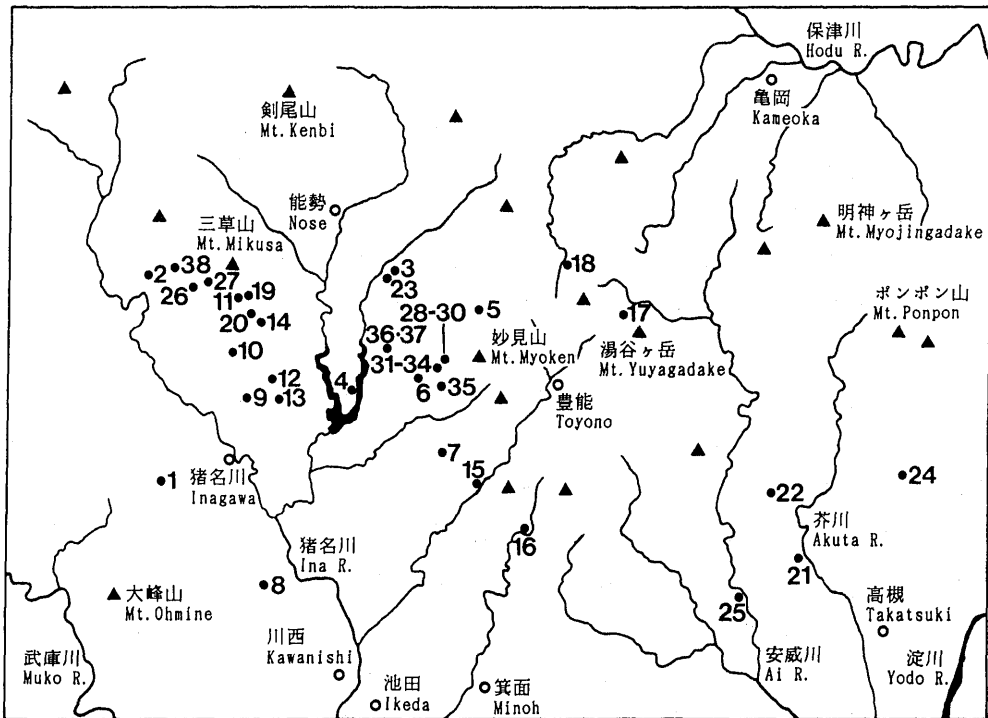 保津川
Hodu R.
亀岡
Kameoka
剣尾山
Mt. Kenbi
能勢
Nose
三草山
Mt. Mikusa
明神ヶ岳
Mt. Myojingadake
ポンポン山
Mt. Ponpon
38
2
27
26
11
19
20
14
10
12
9
13
3
23
18
28-30
5
17
36・37
妙見山
Mt. Myoken
湯谷ヶ岳
Mt. Yuyagadake
31-34
4
6
35
豊能
Toyono
7
15
1
猪名川
Inagawa
22
24
猪名川
Ina R.
16
芥川
Akuta R.
21
8
大峰山
Mt. Ohmine
25
高槻
Takatsuki
川西
Kawanishi
武庫川
Muko R.
池田
Ikeda
箕面
Minoh
安威川
Ai R.
淀川
Yodo R.